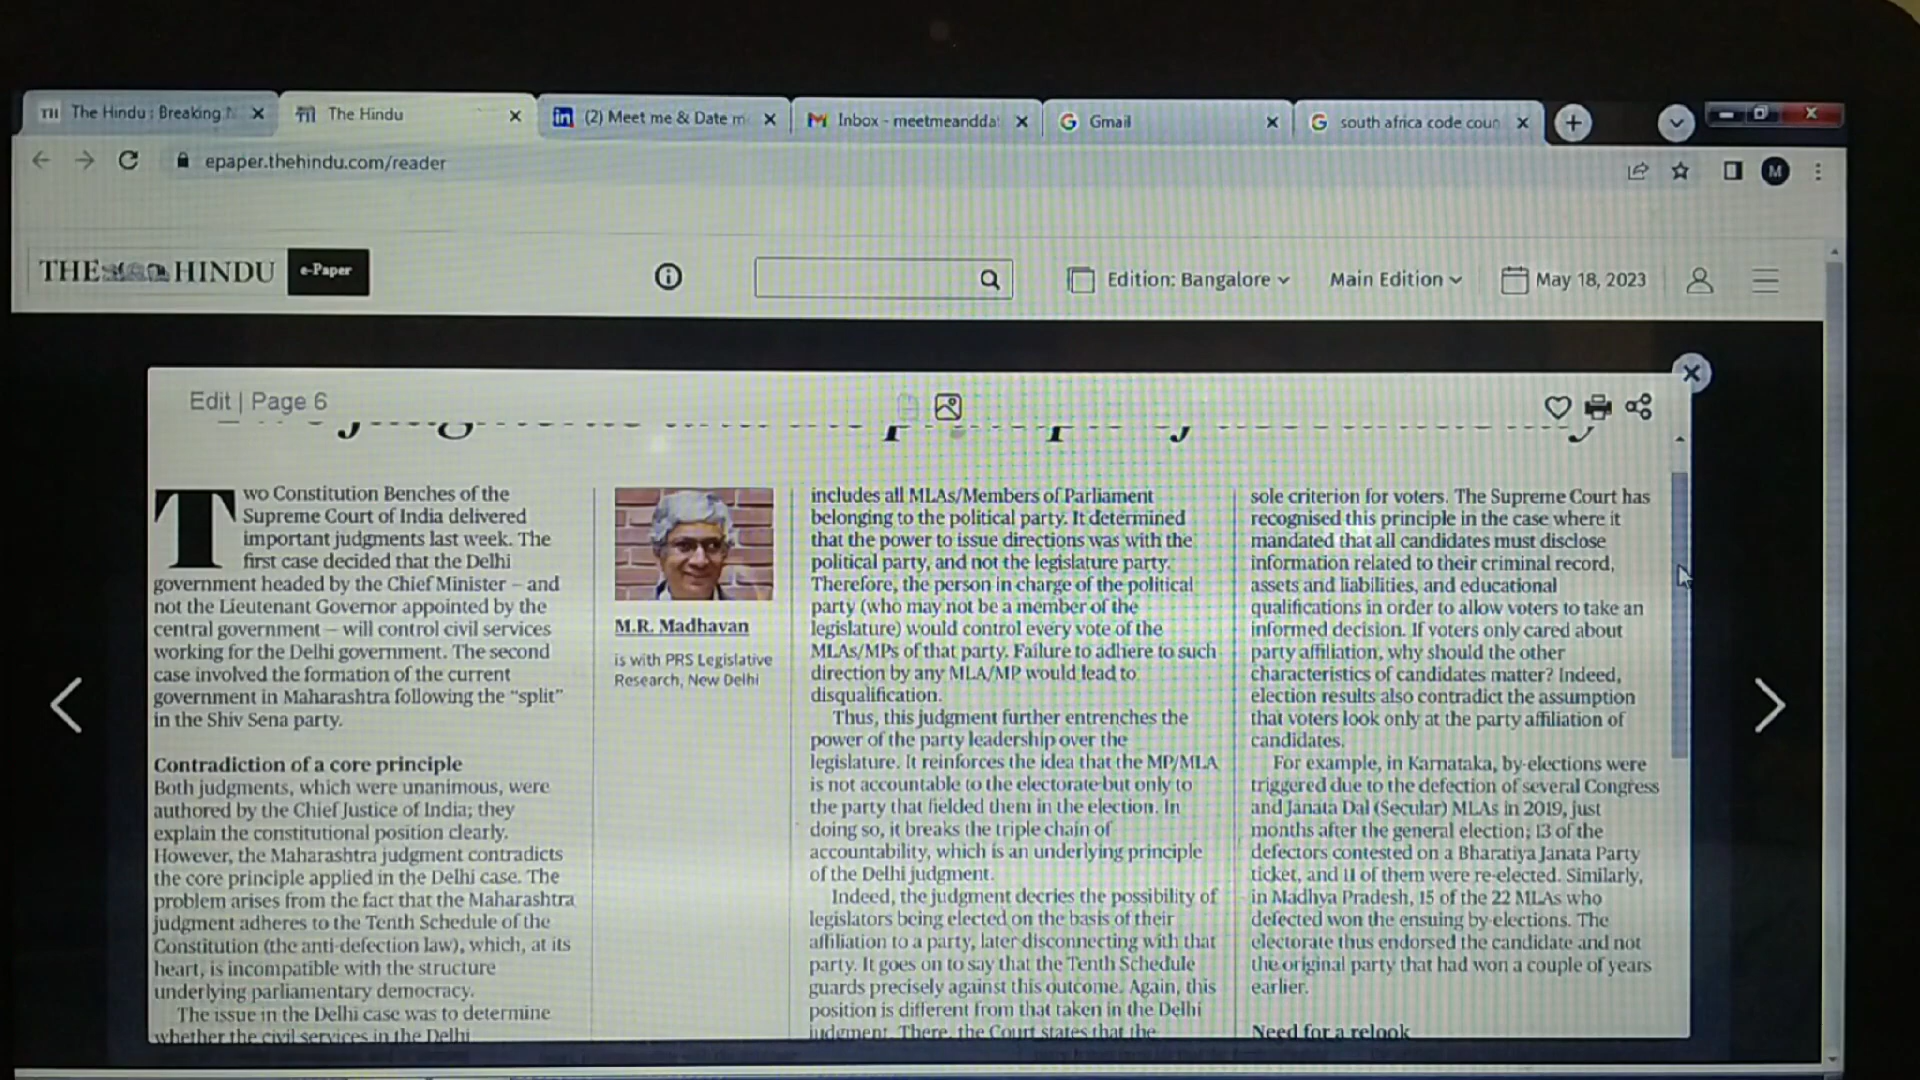 The Hindu : Breaking N
The Hindu
(2) Meet me & Date m
Inbox - meetmeanddat
Gmail
south africa code coun
epaper.thehindu.com/reader
M
THE HINDU
e-Paper
Edition: Bangalore
Main Edition
May 18, 2023
Edit | Page 6
Two Constitution Benches of the
Supreme Court of India delivered
important judgments last week. The
first case decided that the Delhi
government headed by the Chief Minister – and
not the Lieutenant Governor appointed by the
central government – will control civil services
working for the Delhi government. The second
case involved the formation of the current
government in Maharashtra following the “split”
in the Shiv Sena party.
Contradiction of a core principle
Both judgments, which were unanimous, were
authored by the Chief Justice of India; they
explain the constitutional position clearly.
However, the Maharashtra judgment contradicts
the core principle applied in the Delhi case. The
problem arises from the fact that the Maharashtra
judgment adheres to the Tenth Schedule of the
Constitution (the anti-defection law), which, at its
heart, is incompatible with the structure
underlying parliamentary democracy.
The issue in the Delhi case was to determine
whether the civil services in the Delhi
M.R. Madhavan
is with PRS Legislative
Research, New Delhi
includes all MLAs/Members of Parliament
belonging to the political party. It determined
that the power to issue directions was with the
political party, and not the legislature party.
Therefore, the person in charge of the political
party (who may not be a member of the
legislature) would control every vote of the
MLAs/MPs of that party. Failure to adhere to such
direction by any MLA/MP would lead to
disqualification.
Thus, this judgment further entrenches the
power of the party leadership over the
legislature. It reinforces the idea that the MP/MLA
is not accountable to the electorate but only to
the party that fielded them in the election. In
doing so, it breaks the triple chain of
accountability, which is an underlying principle
of the Delhi judgment.
Indeed, the judgment decries the possibility of
legislators being elected on the basis of their
affiliation to a party, later disconnecting with that
party. It goes on to say that the Tenth Schedule
guards precisely against this outcome. Again, this
position is different from that taken in the Delhi
judgment. There, the Court states that the
sole criterion for voters. The Supreme Court has
recognised this principle in the case where it
mandated that all candidates must disclose
information related to their criminal record,
assets and liabilities, and educational
qualifications in order to allow voters to take an
informed decision. If voters only cared about
party affiliation, why should the other
characteristics of candidates matter? Indeed,
election results also contradict the assumption
that voters look only at the party affiliation of
candidates.
For example, in Karnataka, by-elections were
triggered due to the defection of several Congress
and Janata Dal (Secular) MLAs in 2019, just
months after the general election; 13 of the
defectors contested on a Bharatiya Janata Party
ticket, and 11 of them were re-elected. Similarly,
in Madhya Pradesh, 15 of the 22 MLAs who
defected won the ensuing by-elections. The
electorate thus endorsed the candidate and not
the original party that had won a couple of years
earlier.
Need for a relook